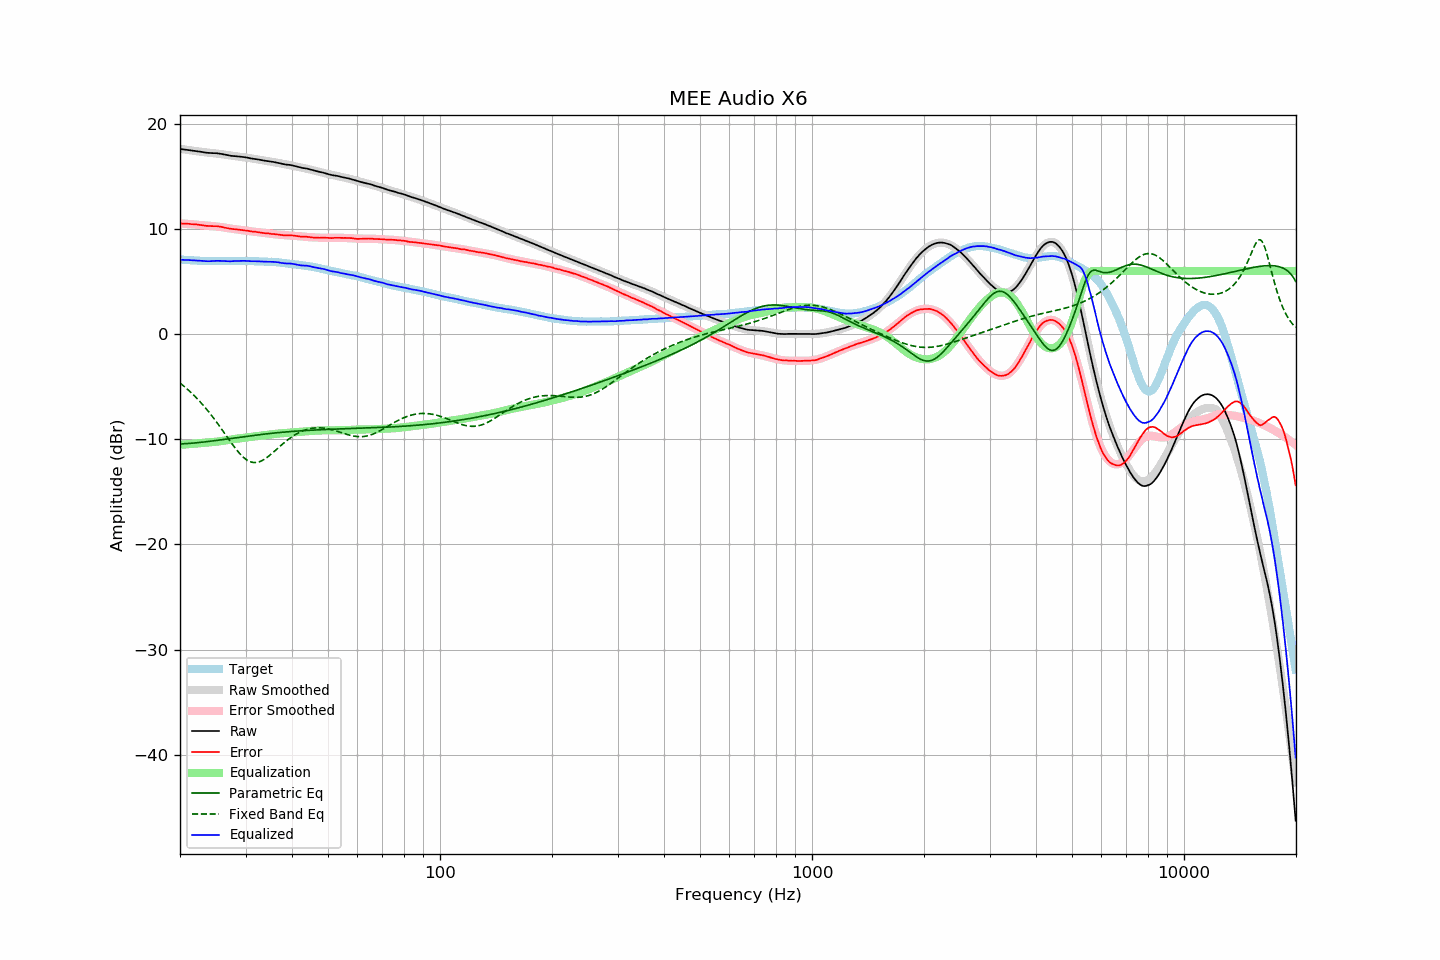 MEE Audio X6
20
10
0
−10
−20
−30
−40
Amplitude (dBr)
Target
Raw Smoothed
Error Smoothed
Raw
Error
Equalization
Parametric Eq
Fixed Band Eq
Equalized
100
1000
10000
Frequency (Hz)